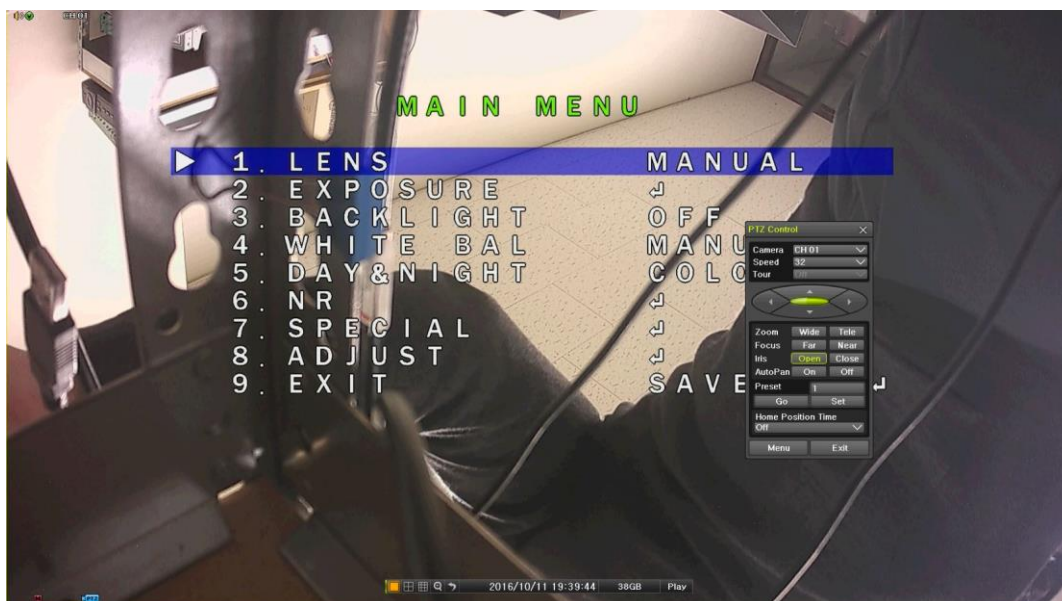 CH 01
MAIN MENU
1. LENS MANUAL
2. EXPOSURE ↵
3. BACKLIGHT OFF
4. WHITE BAL MANU
5. DAY&NIGHT COLO
6. NR ↵
7. SPECIAL ↵
8. ADJUST ↵
9. EXIT SAVE ↵
PTZ Control
Camera CH 01
Speed 32
Tour Off
Zoom Wide Tele
Focus Far Near
Iris Open Close
AutoPan On Off
Preset 1
Go Set
Home Position Time
Off
Menu Exit
2016/10/11 19:39:44 38GB Play